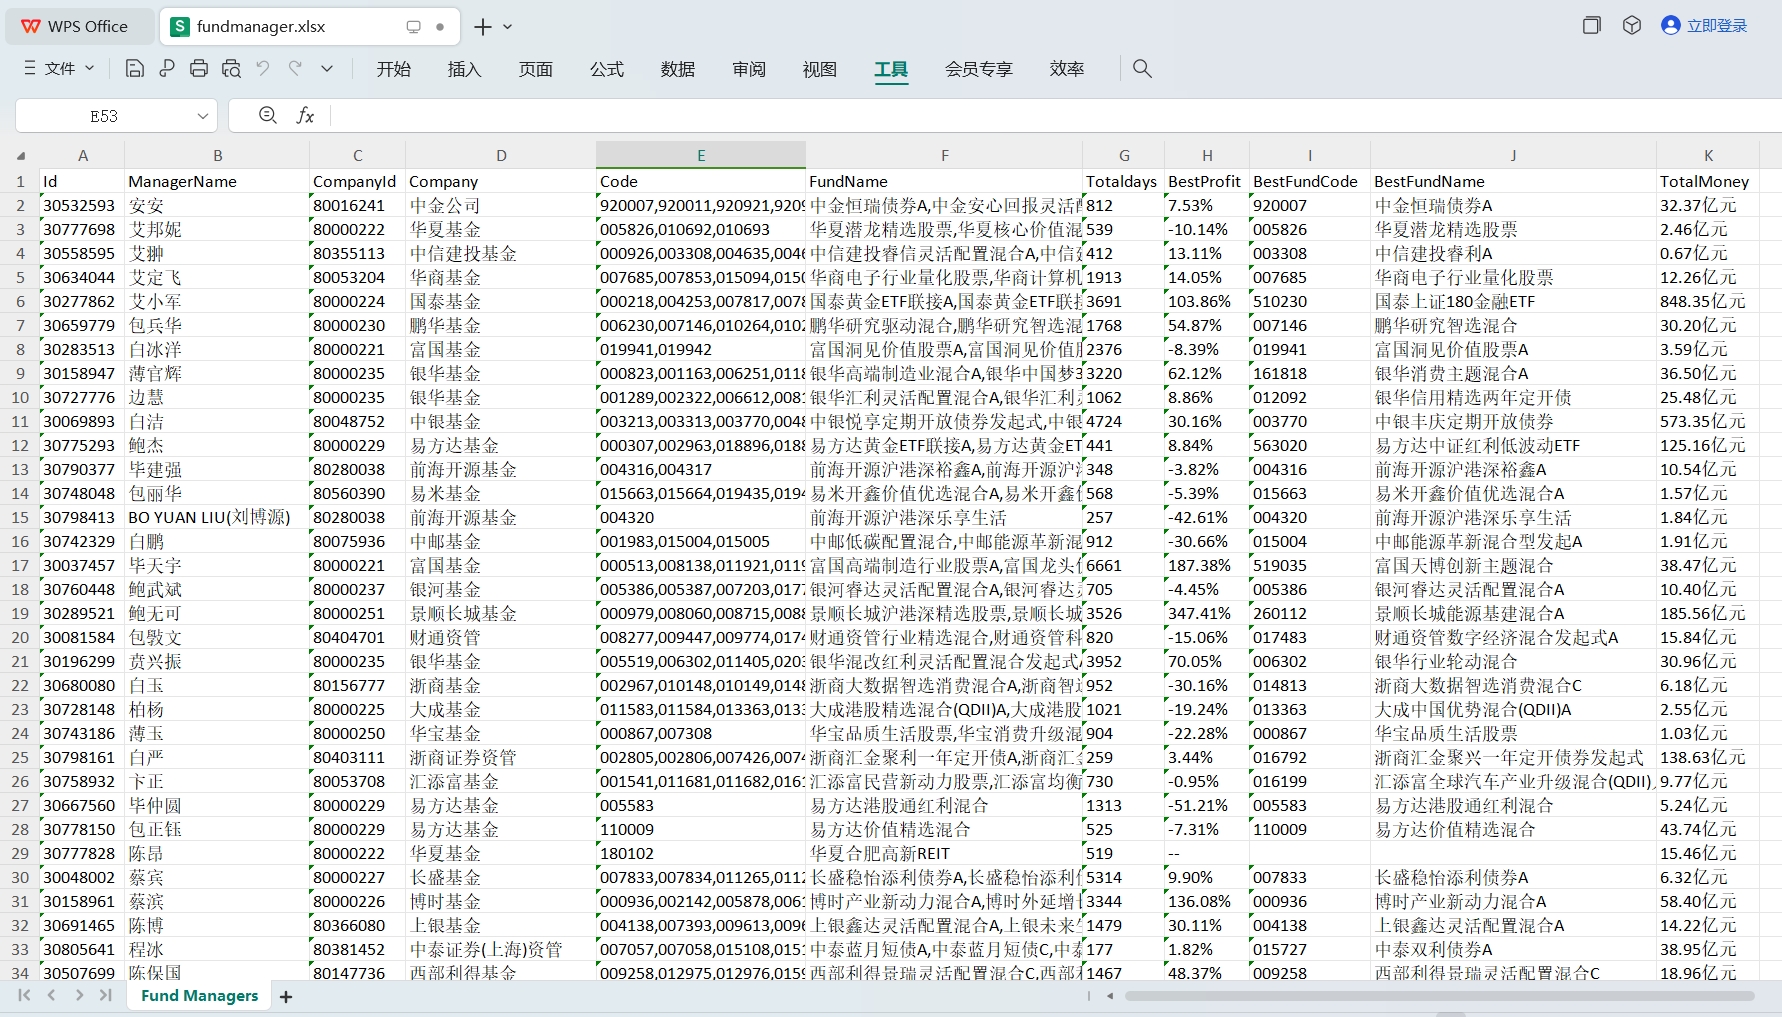 WPS Office fundmanager.xlsx 立即登录
文件 开始 插入 页面 公式 数据 审阅 视图 工具 会员专享 效率
E53 fx
A B C D E F G H I J K
1 Id ManagerName CompanyId Company Code FundName Totaldays BestProfit BestFundCode BestFundName TotalMoney
2 30532593 安安 80016241 中金公司 920007,920011,920921,9209 中金恒瑞债券A,中金安心回报灵活配 812 7.53% 920007 中金恒瑞债券A 32.37亿元
3 30777698 艾邦妮 80000222 华夏基金 005826,010692,010693 华夏潜龙精选股票,华夏核心价值混 539 -10.14% 005826 华夏潜龙精选股票 2.46亿元
4 30558595 艾翀 80355113 中信建投基金 000926,003308,004635,0046 中信建投睿信灵活配置混合A,中信建 412 13.11% 003308 中信建投睿利A 0.67亿元
5 30634044 艾定飞 80053204 华商基金 007685,007853,015094,0150 华商电子行业量化股票,华商计算机 1913 14.05% 007685 华商电子行业量化股票 12.26亿元
6 30277862 艾小军 80000224 国泰基金 000218,004253,007817,0078 国泰黄金ETF联接A,国泰黄金ETF联接 3691 103.86% 510230 国泰上证180金融ETF 848.35亿元
7 30659779 包兵华 80000230 鹏华基金 006230,007146,010264,0102 鹏华研究驱动混合,鹏华研究智选混 1768 54.87% 007146 鹏华研究智选混合 30.20亿元
8 30283513 白冰洋 80000221 富国基金 019941,019942 富国洞见价值股票A,富国洞见价值股 2376 -8.39% 019941 富国洞见价值股票A 3.59亿元
9 30158947 薄官辉 80000235 银华基金 000823,001163,006251,0118 银华高端制造业混合A,银华中国梦3 3220 62.12% 161818 银华消费主题混合A 36.50亿元
10 30727776 边慧 80000235 银华基金 001289,002322,006612,0081 银华汇利灵活配置混合A,银华汇利灵 1062 8.86% 012092 银华信用精选两年定开债 25.48亿元
11 30069893 白洁 80048752 中银基金 003213,003313,003770,0048 中银悦享定期开放债券发起式,中银 4724 30.16% 003770 中银丰庆定期开放债券 573.35亿元
12 30775293 鲍杰 80000229 易方达基金 000307,002963,018896,0188 易方达黄金ETF联接A,易方达黄金ET 441 8.84% 563020 易方达中证红利低波动ETF 125.16亿元
13 30790377 毕建强 80280038 前海开源基金 004316,004317 前海开源沪港深裕鑫A,前海开源沪港 348 -3.82% 004316 前海开源沪港深裕鑫A 10.54亿元
14 30748048 包丽华 80560390 易米基金 015663,015664,019435,0194 易米开鑫价值优选混合A,易米开鑫价 568 -5.39% 015663 易米开鑫价值优选混合A 1.57亿元
15 30798413 BO YUAN LIU(刘博源) 80280038 前海开源基金 004320 前海开源沪港深乐享生活 257 -42.61% 004320 前海开源沪港深乐享生活 1.84亿元
16 30742329 白鹏 80075936 中邮基金 001983,015004,015005 中邮低碳配置混合,中邮能源革新混 912 -30.66% 015004 中邮能源革新混合型发起A 1.91亿元
17 30037457 毕天宇 80000221 富国基金 000513,008138,011921,0119 富国高端制造行业股票A,富国龙头优 6661 187.38% 519035 富国天博创新主题混合 38.47亿元
18 30760448 鲍武斌 80000237 银河基金 005386,005387,007203,0177 银河睿达灵活配置混合A,银河睿达灵 705 -4.45% 005386 银河睿达灵活配置混合A 10.40亿元
19 30289521 鲍无可 80000251 景顺长城基金 000979,008060,008715,0088 景顺长城沪港深精选股票,景顺长城 3526 347.41% 260112 景顺长城能源基建混合A 185.56亿元
20 30081584 包斅文 80404701 财通资管 008277,009447,009774,0174 财通资管行业精选混合,财通资管科 820 -15.06% 017483 财通资管数字经济混合发起式A 15.84亿元
21 30196299 贲兴振 80000235 银华基金 005519,006302,011405,0203 银华混改红利灵活配置混合发起式A 3952 70.05% 006302 银华行业轮动混合 30.96亿元
22 30680080 白玉 80156777 浙商基金 002967,010148,010149,0148 浙商大数据智选消费混合A,浙商智选 952 -30.16% 014813 浙商大数据智选消费混合C 6.18亿元
23 30728148 柏杨 80000225 大成基金 011583,011584,013363,0133 大成港股精选混合(QDII)A,大成港股 1021 -19.24% 013363 大成中国优势混合(QDII)A 2.55亿元
24 30743186 薄玉 80000250 华宝基金 000867,007308 华宝品质生活股票,华宝消费升级混 904 -22.28% 000867 华宝品质生活股票 1.03亿元
25 30798161 白严 80403111 浙商证券资管 002805,002806,007426,0074 浙商汇金聚利一年定开债A,浙商汇金 259 3.44% 016792 浙商汇金聚兴一年定开债券发起式 138.63亿元
26 30758932 卞正 80053708 汇添富基金 001541,011681,011682,0161 汇添富民营新动力股票,汇添富均衡 730 -0.95% 016199 汇添富全球汽车产业升级混合(QDII) 9.77亿元
27 30667560 毕仲圆 80000229 易方达基金 005583 易方达港股通红利混合 1313 -51.21% 005583 易方达港股通红利混合 5.24亿元
28 30778150 包正钰 80000229 易方达基金 110009 易方达价值精选混合 525 -7.31% 110009 易方达价值精选混合 43.74亿元
29 30777828 陈昂 80000222 华夏基金 180102 华夏合肥高新REIT 519 -- 15.46亿元
30 30048002 蔡宾 80000227 长盛基金 007833,007834,011265,0112 长盛稳怡添利债券A,长盛稳怡添利债 5314 9.90% 007833 长盛稳怡添利债券A 6.32亿元
31 30158961 蔡滨 80000226 博时基金 000936,002142,005878,0061 博时产业新动力混合A,博时外延增长 3344 136.08% 000936 博时产业新动力混合A 58.40亿元
32 30691465 陈博 80366080 上银基金 004138,007393,009613,0096 上银鑫达灵活配置混合A,上银未来生 1479 30.11% 004138 上银鑫达灵活配置混合A 14.22亿元
33 30805641 程冰 80381452 中泰证券(上海)资管 007057,007058,015108,0151 中泰蓝月短债A,中泰蓝月短债C,中泰 177 1.82% 015727 中泰双利债券A 38.95亿元
34 30507699 陈保国 80147736 西部利得基金 009258,012975,012976,0159 西部利得景瑞灵活配置混合C,西部利 1467 48.37% 009258 西部利得景瑞灵活配置混合C 18.96亿元
Fund Managers